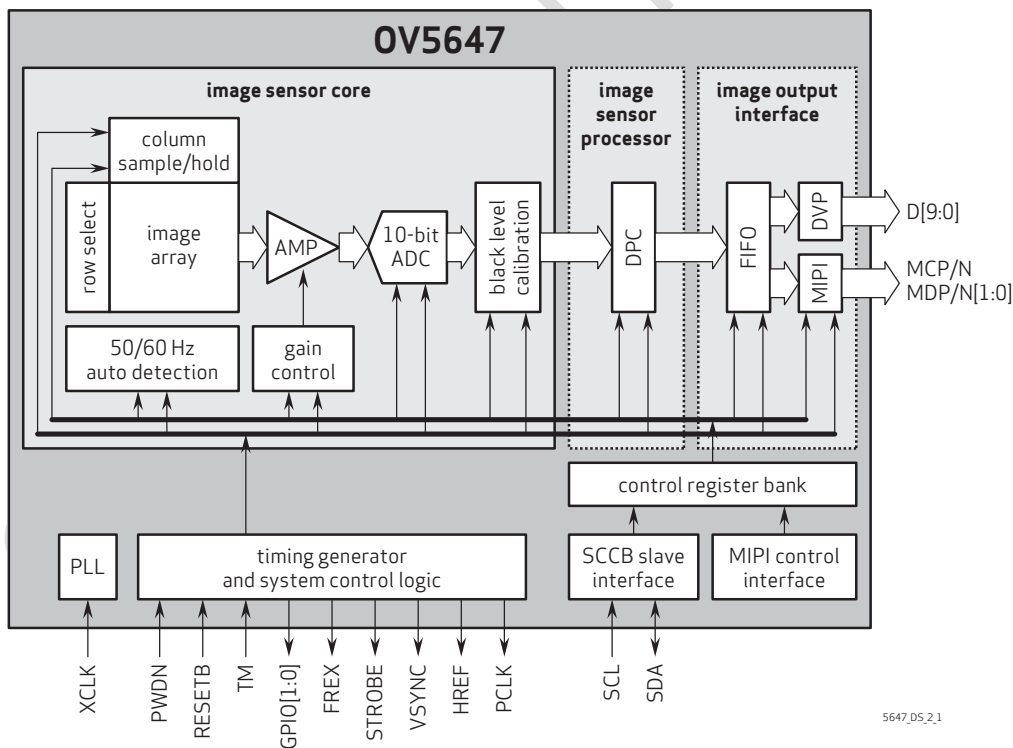 OV5647
image sensor core
image
sensor
processor
image output
interface
column
sample/hold
row select
image
array
AMP
10-bit
ADC
black level
calibration
DPC
FIFO
DVP
MIPI
D[9:0]
MCP/N
MDP/N[1:0]
50/60 Hz
auto detection
gain
control
control register bank
PLL
timing generator
and system control logic
SCCB slave
interface
MIPI control
interface
XCLK
PWDN
RESETB
TM
GPIO[1:0]
FREX
STROBE
VSYNC
HREF
PCLK
SCL
SDA
5647_DS_2_1